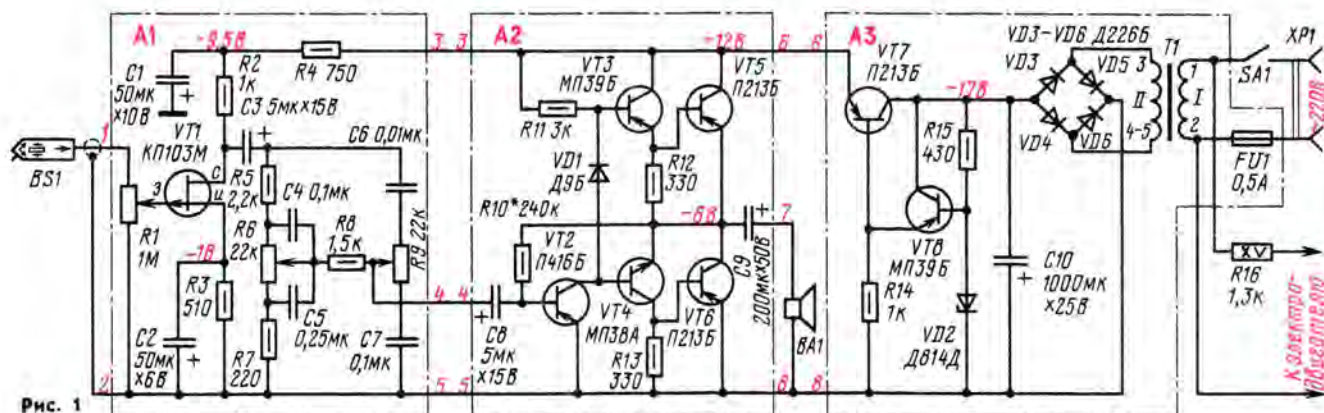 A1
-9,5В
R2
1к
R4 750
C1
50мк
×10В
C3 5мк×15В
VT1
КП103М
1
BS1
R1
1М
з
с
и
R5
2,2к
C4 0,1мк
C6 0,01мк
R6
22к
R8
1,5к
R9 22к
-1В
R3
510
C5
0,25мк
C2
50мк
×6В
R7
220
C7
0,1мк
2
3 3
4 4
5 5
A2
-12В
VT3
МП39Б
VT5
П213Б
R11 3к
VD1
Д9Б
R12
330
R10*240к
-6В
VT2
П416Б
VT4
МП38А
VT6
П213Б
C8
5мк
×15В
R13
330
C9
200мк×50В
7
BA1
6 6
8 8
A3
VT7
П213Б
-17В
R15
430
VT8
МП39Б
R14
1к
VD2
Д814Д
C10
1000мк
×25В
VD3-VD6 Д226Б
VD3
VD5
VD4
VD6
T1
3
II
4-5
1
I
2
SA1
XP1
~220В
FU1
0,5А
R16
1,3к
К электро-
двигателю
Рис. 1